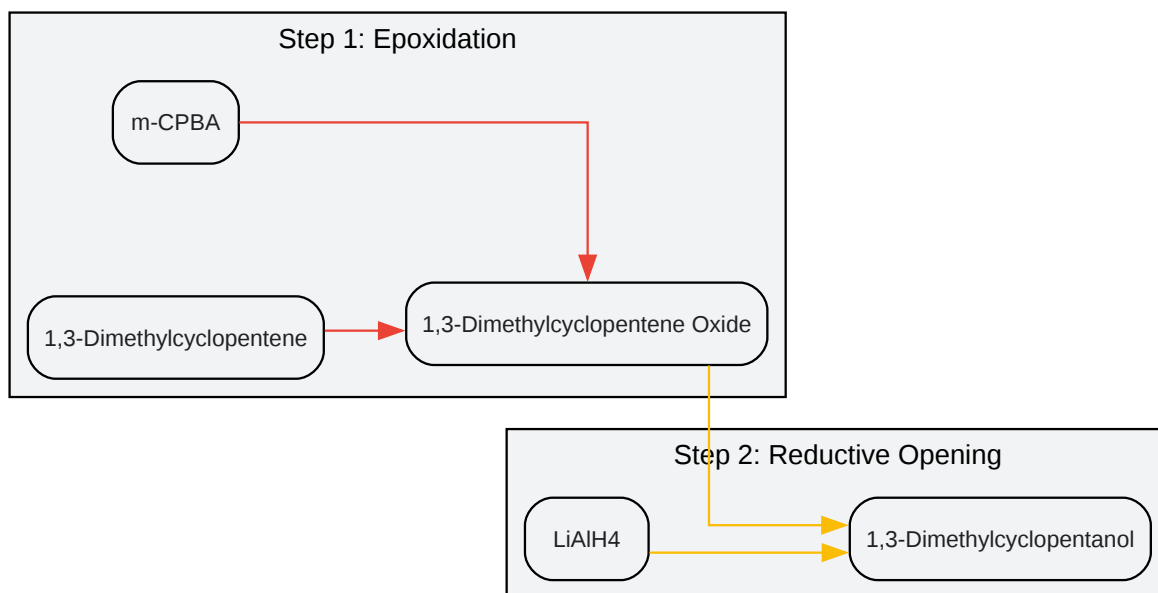 Step 1: Epoxidation
m-CPBA
1,3-Dimethylcyclopentene
1,3-Dimethylcyclopentene Oxide
Step 2: Reductive Opening
LiAlH4
1,3-Dimethylcyclopentanol